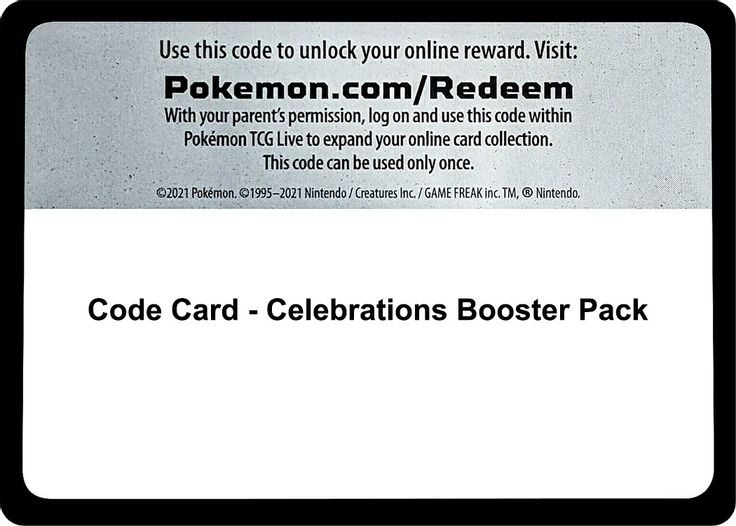 Use this code to unlock your online reward. Visit:
Pokemon.com/Redeem
With your parent's permission, log on and use this code within
Pokémon TCG Live to expand your online card collection.
This code can be used only once.
©2021 Pokémon. ©1995–2021 Nintendo / Creatures Inc. / GAME FREAK inc. TM, ® Nintendo.
Code Card - Celebrations Booster Pack